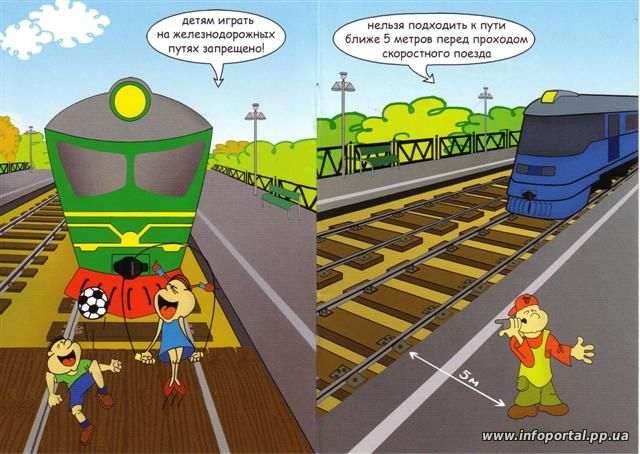 детям играть
на железнодорожных
путях запрещено!
нельзя подходить к пути
ближе 5 метров перед проходом
скоростного поезда
5м
www.infoportal.pp.ua